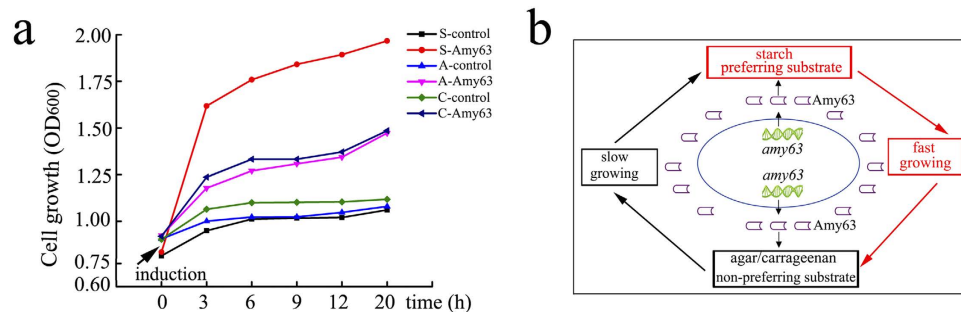 a
Cell growth (OD600)
2.00
1.75
1.50
1.25
1.00
0.75
0.60
S-control
S-Amy63
A-control
A-Amy63
C-control
C-Amy63
induction
0 3 6 9 12 20 time (h)
b
starch
preferring substrate
Amy63
amy63
slow
growing
fast
growing
amy63
Amy63
agar/carrageenan
non-preferring substrate